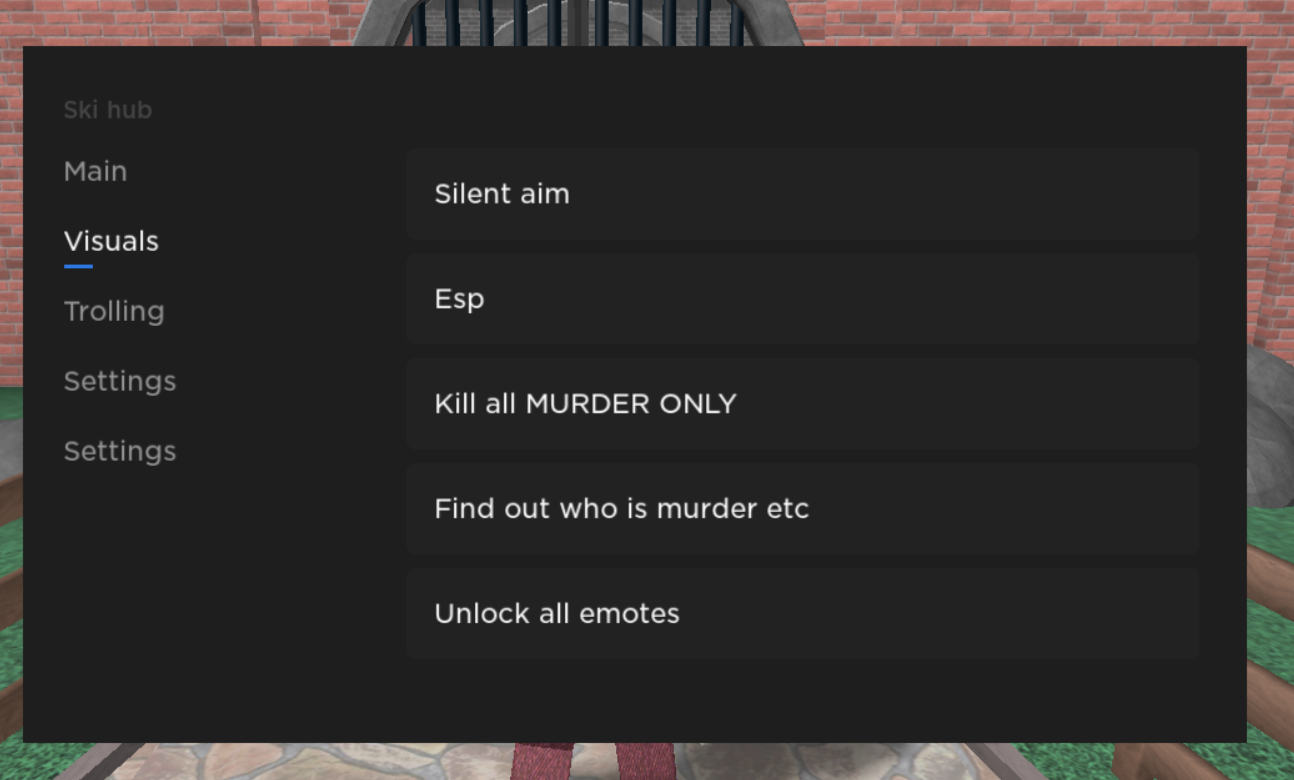 Ski hub
Main
Visuals
Trolling
Settings
Settings
Silent aim
Esp
Kill all MURDER ONLY
Find out who is murder etc
Unlock all emotes